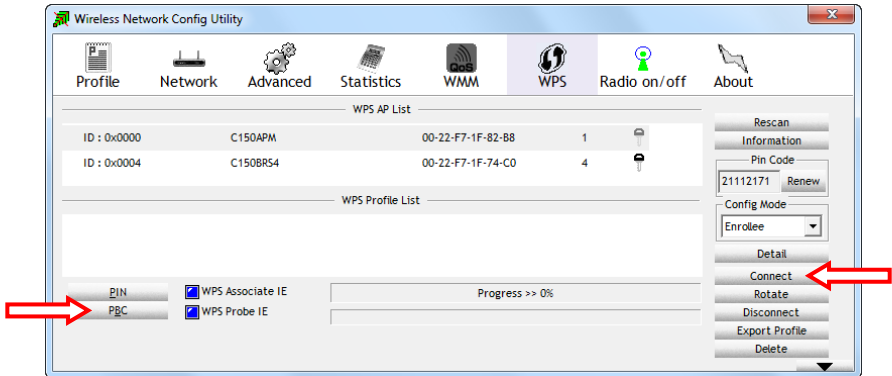 Wireless Network Config Utility
Profile Network Advanced Statistics QoS WMM WPS Radio on/off About
WPS AP List
ID : 0x0000 C150APM 00-22-F7-1F-82-B8 1
ID : 0x0004 C150BRS4 00-22-F7-1F-74-C0 4
WPS Profile List
PIN WPS Associate IE Progress >> 0%
PBC WPS Probe IE
Rescan
Information
Pin Code
21112171 Renew
Config Mode
Enrollee
Detail
Connect
Rotate
Disconnect
Export Profile
Delete